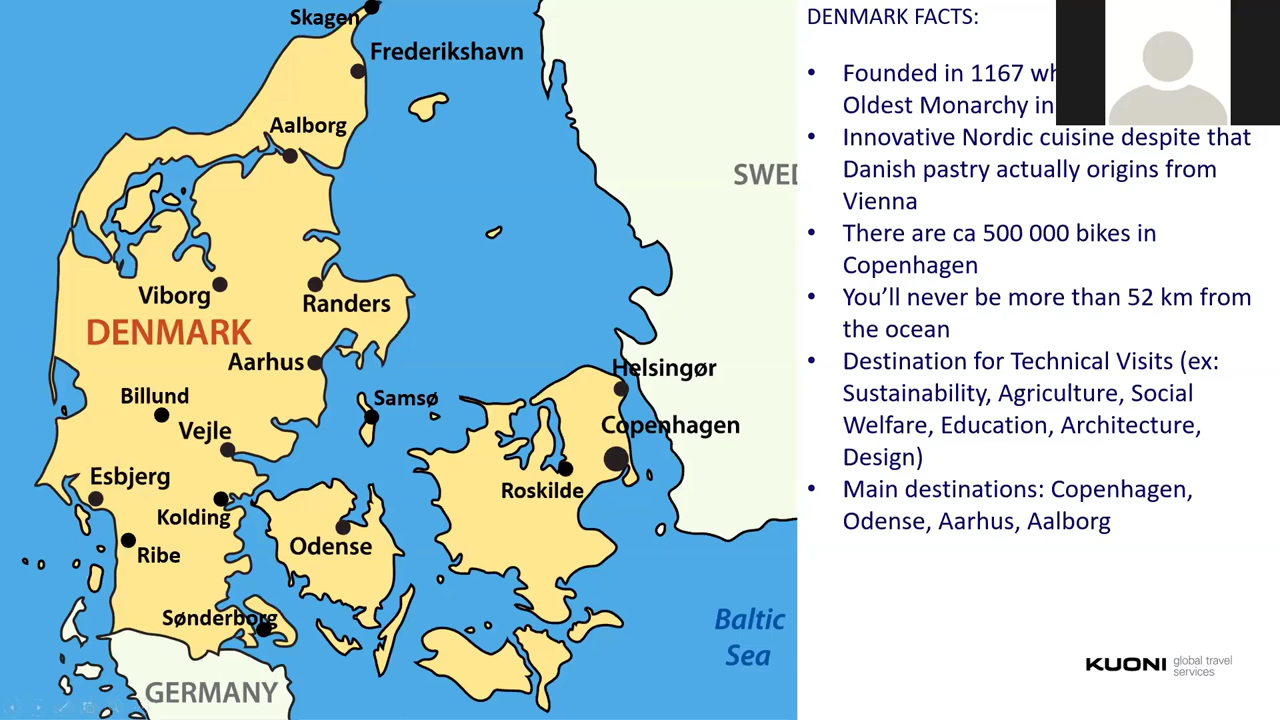 Skagen
Frederikshavn
Aalborg
Viborg
Randers
DENMARK
Aarhus
Billund
Samsø
Vejle
Esbjerg
Kolding
Ribe
Odense
Sønderborg
Helsingør
Copenhagen
Roskilde
SWED
Baltic
Sea
GERMANY
DENMARK FACTS:
• Founded in 1167
Oldest Monarchy in
• Innovative Nordic cuisine despite that
Danish pastry actually origins from
Vienna
• There are ca 500 000 bikes in
Copenhagen
• You’ll never be more than 52 km from
the ocean
• Destination for Technical Visits (ex:
Sustainability, Agriculture, Social
Welfare, Education, Architecture,
Design)
• Main destinations: Copenhagen,
Odense, Aarhus, Aalborg
KUONI global travel
services